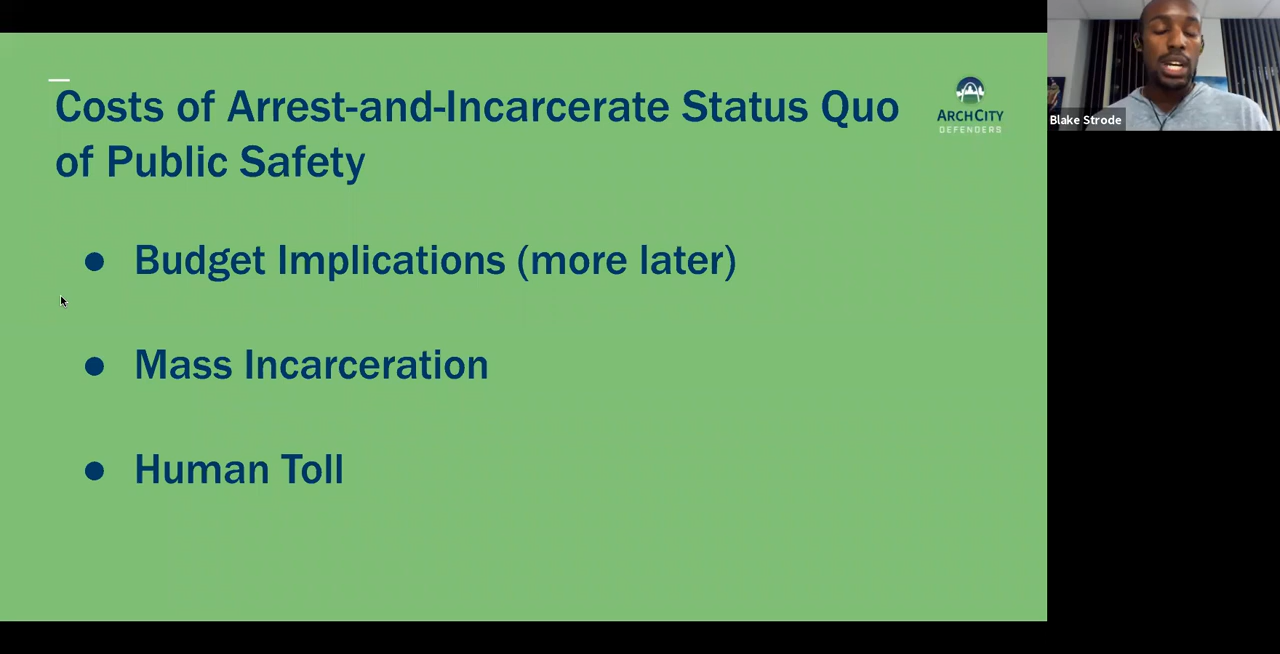 Costs of Arrest-and-Incarcerate Status Quo
of Public Safety
ARCHCITY
DEFENDERS
● Budget Implications (more later)
● Mass Incarceration
● Human Toll
Blake Strode